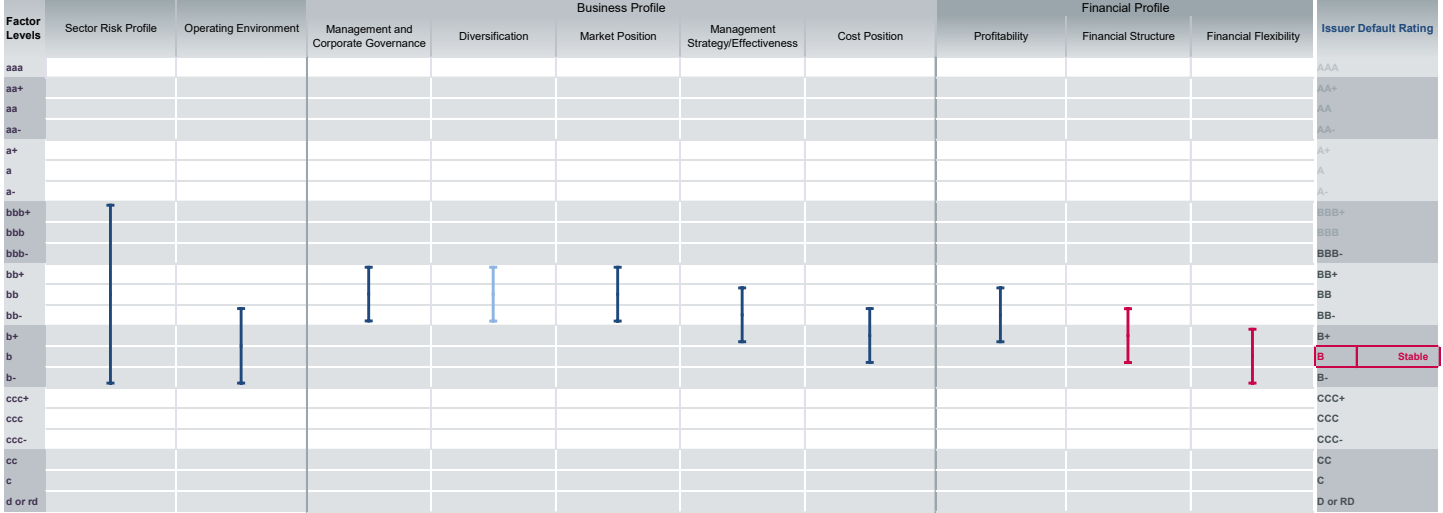 Business Profile
Financial Profile
Factor
Levels
Sector Risk Profile
Operating Environment
Management and
Corporate Governance
Diversification
Market Position
Management
Strategy/Effectiveness
Cost Position
Profitability
Financial Structure
Financial Flexibility
Issuer Default Rating
aaa AAA
aa+ AA+
aa AA
aa- AA-
a+ A+
a A
a- A-
bbb+ BBB+
bbb BBB
bbb- BBB-
bb+ BB+
bb BB
bb- BB-
b+ B+
b B Stable
b- B-
ccc+ CCC+
ccc CCC
ccc- CCC-
cc CC
c C
d or rd D or RD